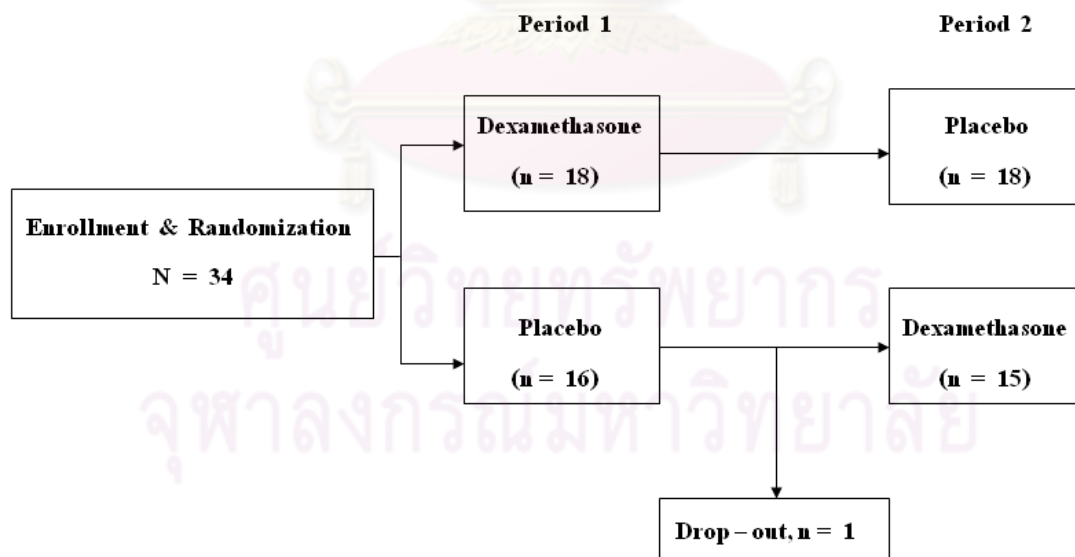 Period 1
Period 2
Dexamethasone
(n = 18)
Placebo
(n = 18)
Enrollment & Randomization
N = 34
Placebo
(n = 16)
Dexamethasone
(n = 15)
Drop – out, n = 1
ศูนย์วิทยทรัพยากร
จุฬาลงกรณ์มหาวิทยาลัย